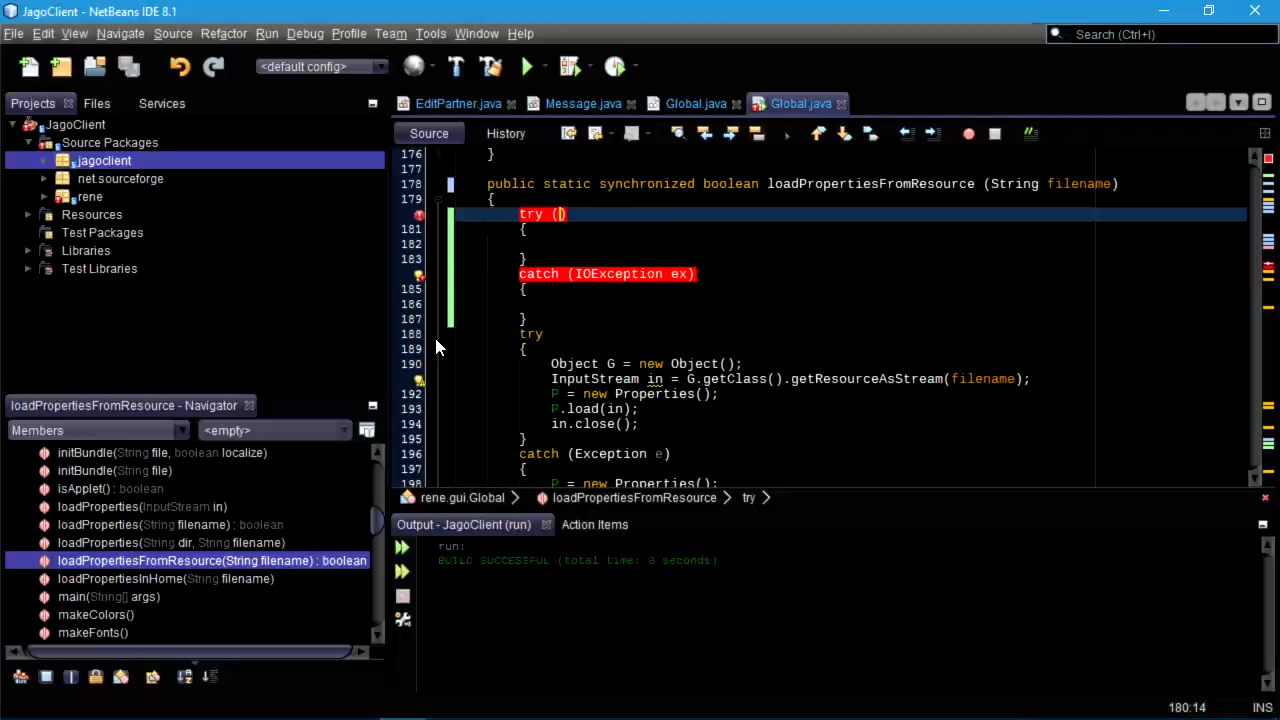 JagoClient - NetBeans IDE 8.1
File Edit View Navigate Source Refactor Run Debug Profile Team Tools Window Help
Search (Ctrl+I)
<default config>
Projects Files Services
EditPartner.java Message.java Global.java Global.java
JagoClient
Source Packages
jagoclient
net.sourceforge
rene
Resources
Test Packages
Libraries
Test Libraries
Source History
176 }
177
178 public static synchronized boolean loadPropertiesFromResource (String filename)
179 {
try ()
181 {
182
183 }
catch (IOException ex)
185 {
186
187 }
188 try
189 {
190 Object G = new Object();
InputStream in = G.getClass().getResourceAsStream(filename);
192 P = new Properties();
193 P.load(in);
194 in.close();
195 }
196 catch (Exception e)
197 {
198 P = new Properties();
rene.gui.Global loadPropertiesFromResource try
loadPropertiesFromResource - Navigator
Members <empty>
initBundle(String file, boolean localize)
initBundle(String file)
isApplet() : boolean
loadProperties(InputStream in)
loadProperties(String filename) : boolean
loadProperties(String dir, String filename)
loadPropertiesFromResource(String filename) : boolean
loadPropertiesInHome(String filename)
main(String[] args)
makeColors()
makeFonts()
Output - JagoClient (run) Action Items
run:
BUILD SUCCESSFUL (total time: 8 seconds)
180:14 INS